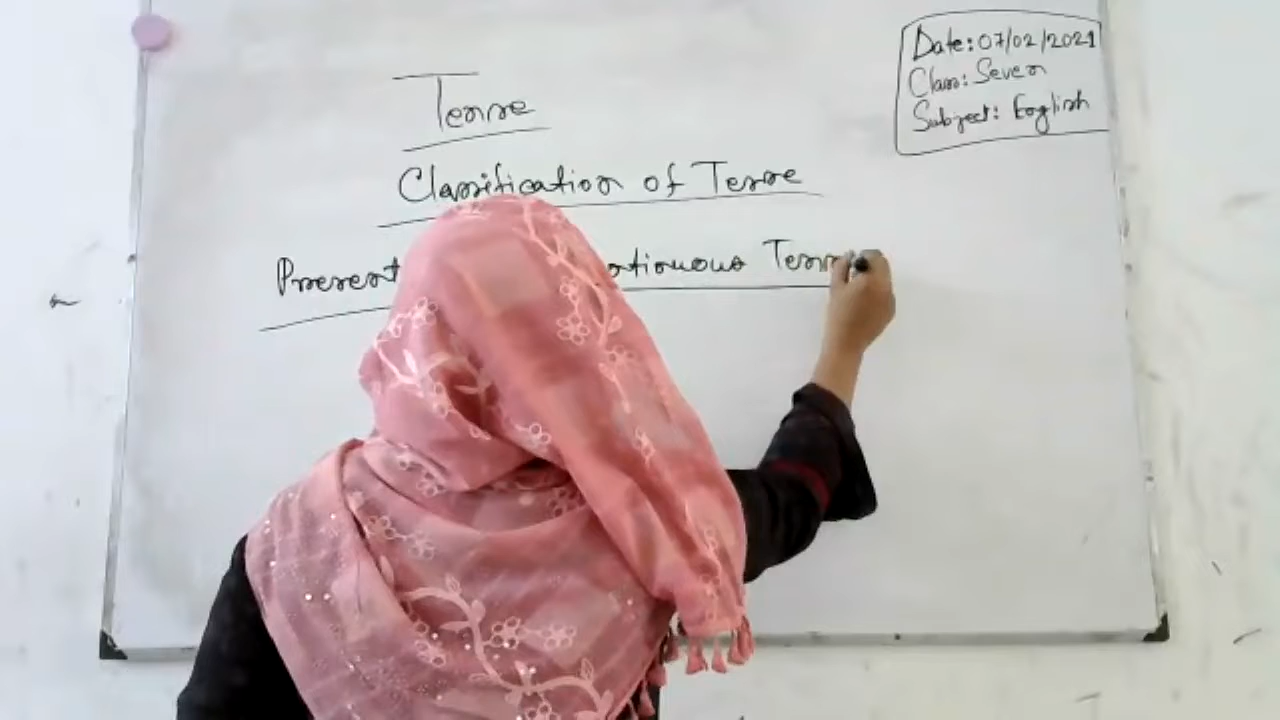 Date: 07/02/2021
Class: Seven
Subject: English
Tense
Classification of Tense
Present
Tense